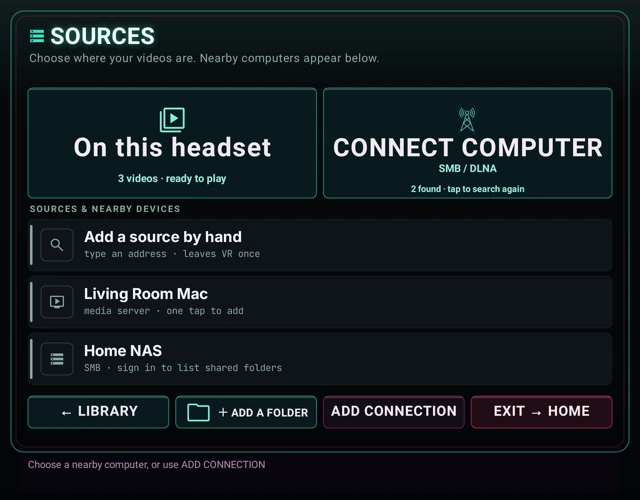 SOURCES
Choose where your videos are. Nearby computers appear below.
On this headset
3 videos · ready to play
CONNECT COMPUTER
SMB / DLNA
2 found · tap to search again
SOURCES & NEARBY DEVICES
Add a source by hand
type an address · leaves VR once
Living Room Mac
media server · one tap to add
Home NAS
SMB · sign in to list shared folders
← LIBRARY
+ ADD A FOLDER
ADD CONNECTION
EXIT → HOME
Choose a nearby computer, or use ADD CONNECTION